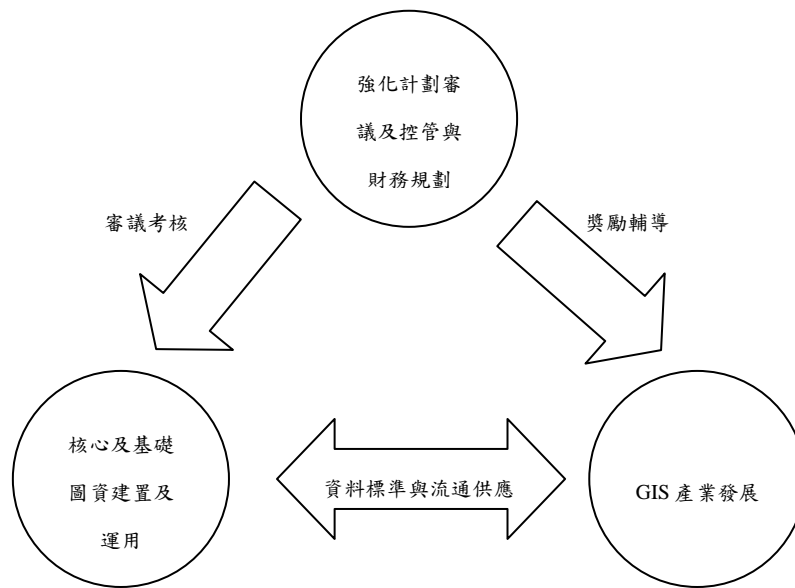 強化計劃審
議及控管與
財務規劃
審議考核
獎勵輔導
核心及基礎
圖資建置及
運用
資料標準與流通供應
GIS 產業發展